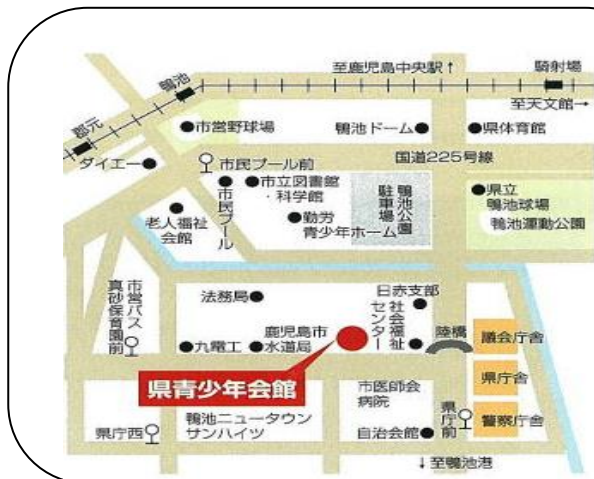 至鹿児島中央駅↑
騎射場
鴨池
至天文館→
郡元
市営野球場
鴨池ドーム
県体育館
ダイエー
市民プール前
国道225号線
市民プール
市立図書館
・科学館
鴨池公園
駐車場
県立
鴨池球場
鴨池運動公園
老人福祉
会館
勤労
青少年ホーム
市営バス
真砂保育園前
法務局
日赤支部
社会福祉
センター
陸橋
議会庁舎
九電工
鹿児島市
水道局
県青少年会館
県庁舎
市医師会
病院
県庁前
警察庁舎
県庁西
鴨池ニュータウン
サンハイツ
自治会館
↓至鴨池港